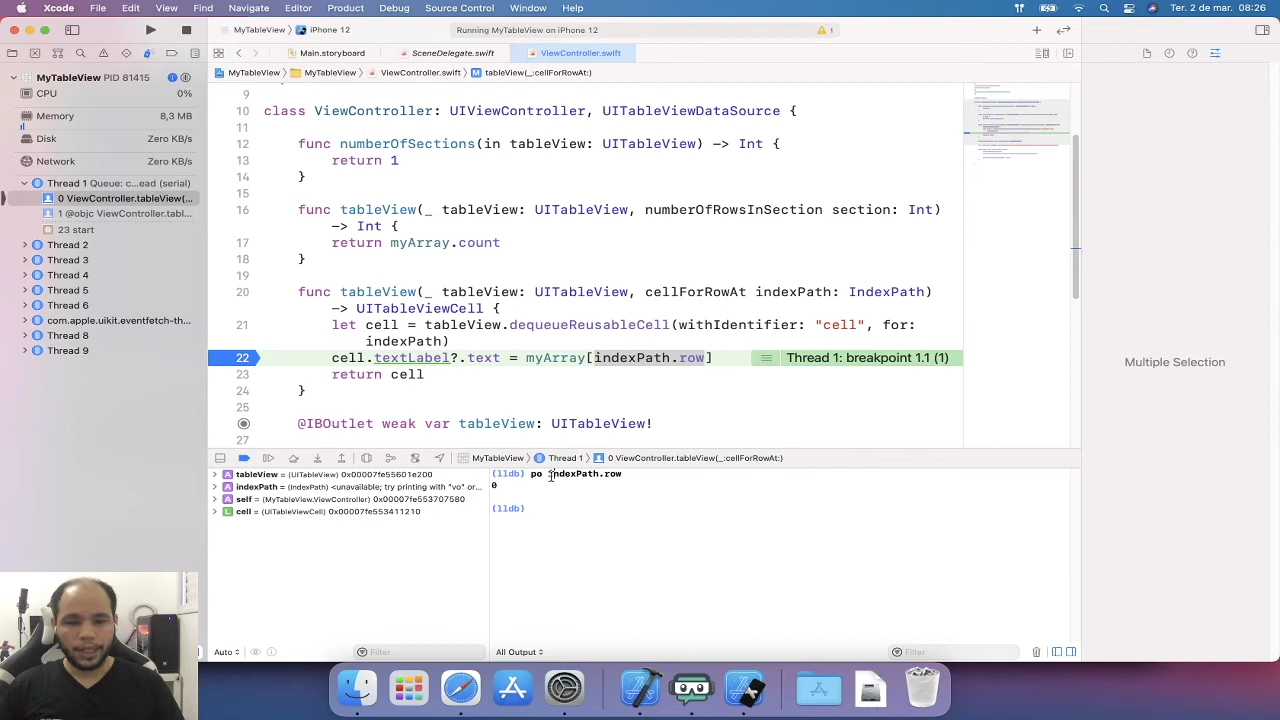 Xcode File Edit View Find Navigate Editor Product Debug Source Control Window Help Ter. 2 de mar. 08:26
MyTableView iPhone 12 Running MyTableView on iPhone 12 1
Main.storyboard SceneDelegate.swift ViewController.swift
MyTableView MyTableView ViewController.swift tableView(_:cellForRowAt:)
MyTableView PID 81415
CPU 0%
Memory 8,3 MB
Disk Zero KB/s
Network Zero KB/s
Thread 1 Queue: c...ead (serial)
0 ViewController.tableView(...
1 @objc ViewController.tabl...
23 start
Thread 2
Thread 3
Thread 4
Thread 5
Thread 6
com.apple.uikit.eventfetch-th...
Thread 8
Thread 9
9
10 class ViewController: UIViewController, UITableViewDataSource {
11
12 func numberOfSections(in tableView: UITableView) -> Int {
13 return 1
14 }
15
16 func tableView(_ tableView: UITableView, numberOfRowsInSection section: Int)
-> Int {
17 return myArray.count
18 }
19
20 func tableView(_ tableView: UITableView, cellForRowAt indexPath: IndexPath)
-> UITableViewCell {
21 let cell = tableView.dequeueReusableCell(withIdentifier: "cell", for:
indexPath)
22 cell.textLabel?.text = myArray[indexPath.row] Thread 1: breakpoint 1.1 (1)
23 return cell
24 }
25
@IBOutlet weak var tableView: UITableView!
27
Multiple Selection
MyTableView Thread 1 0 ViewController.tableView(_:cellForRowAt:)
A tableView = (UITableView) 0x00007fe55601e200
A indexPath = (IndexPath) <unavailable; try printing with "vo" or...
A self = (MyTableView.ViewController) 0x00007fe553707580
L cell = (UITableViewCell) 0x00007fe553411210
(lldb) po indexPath.row
0
(lldb)
Auto Filter All Output Filter